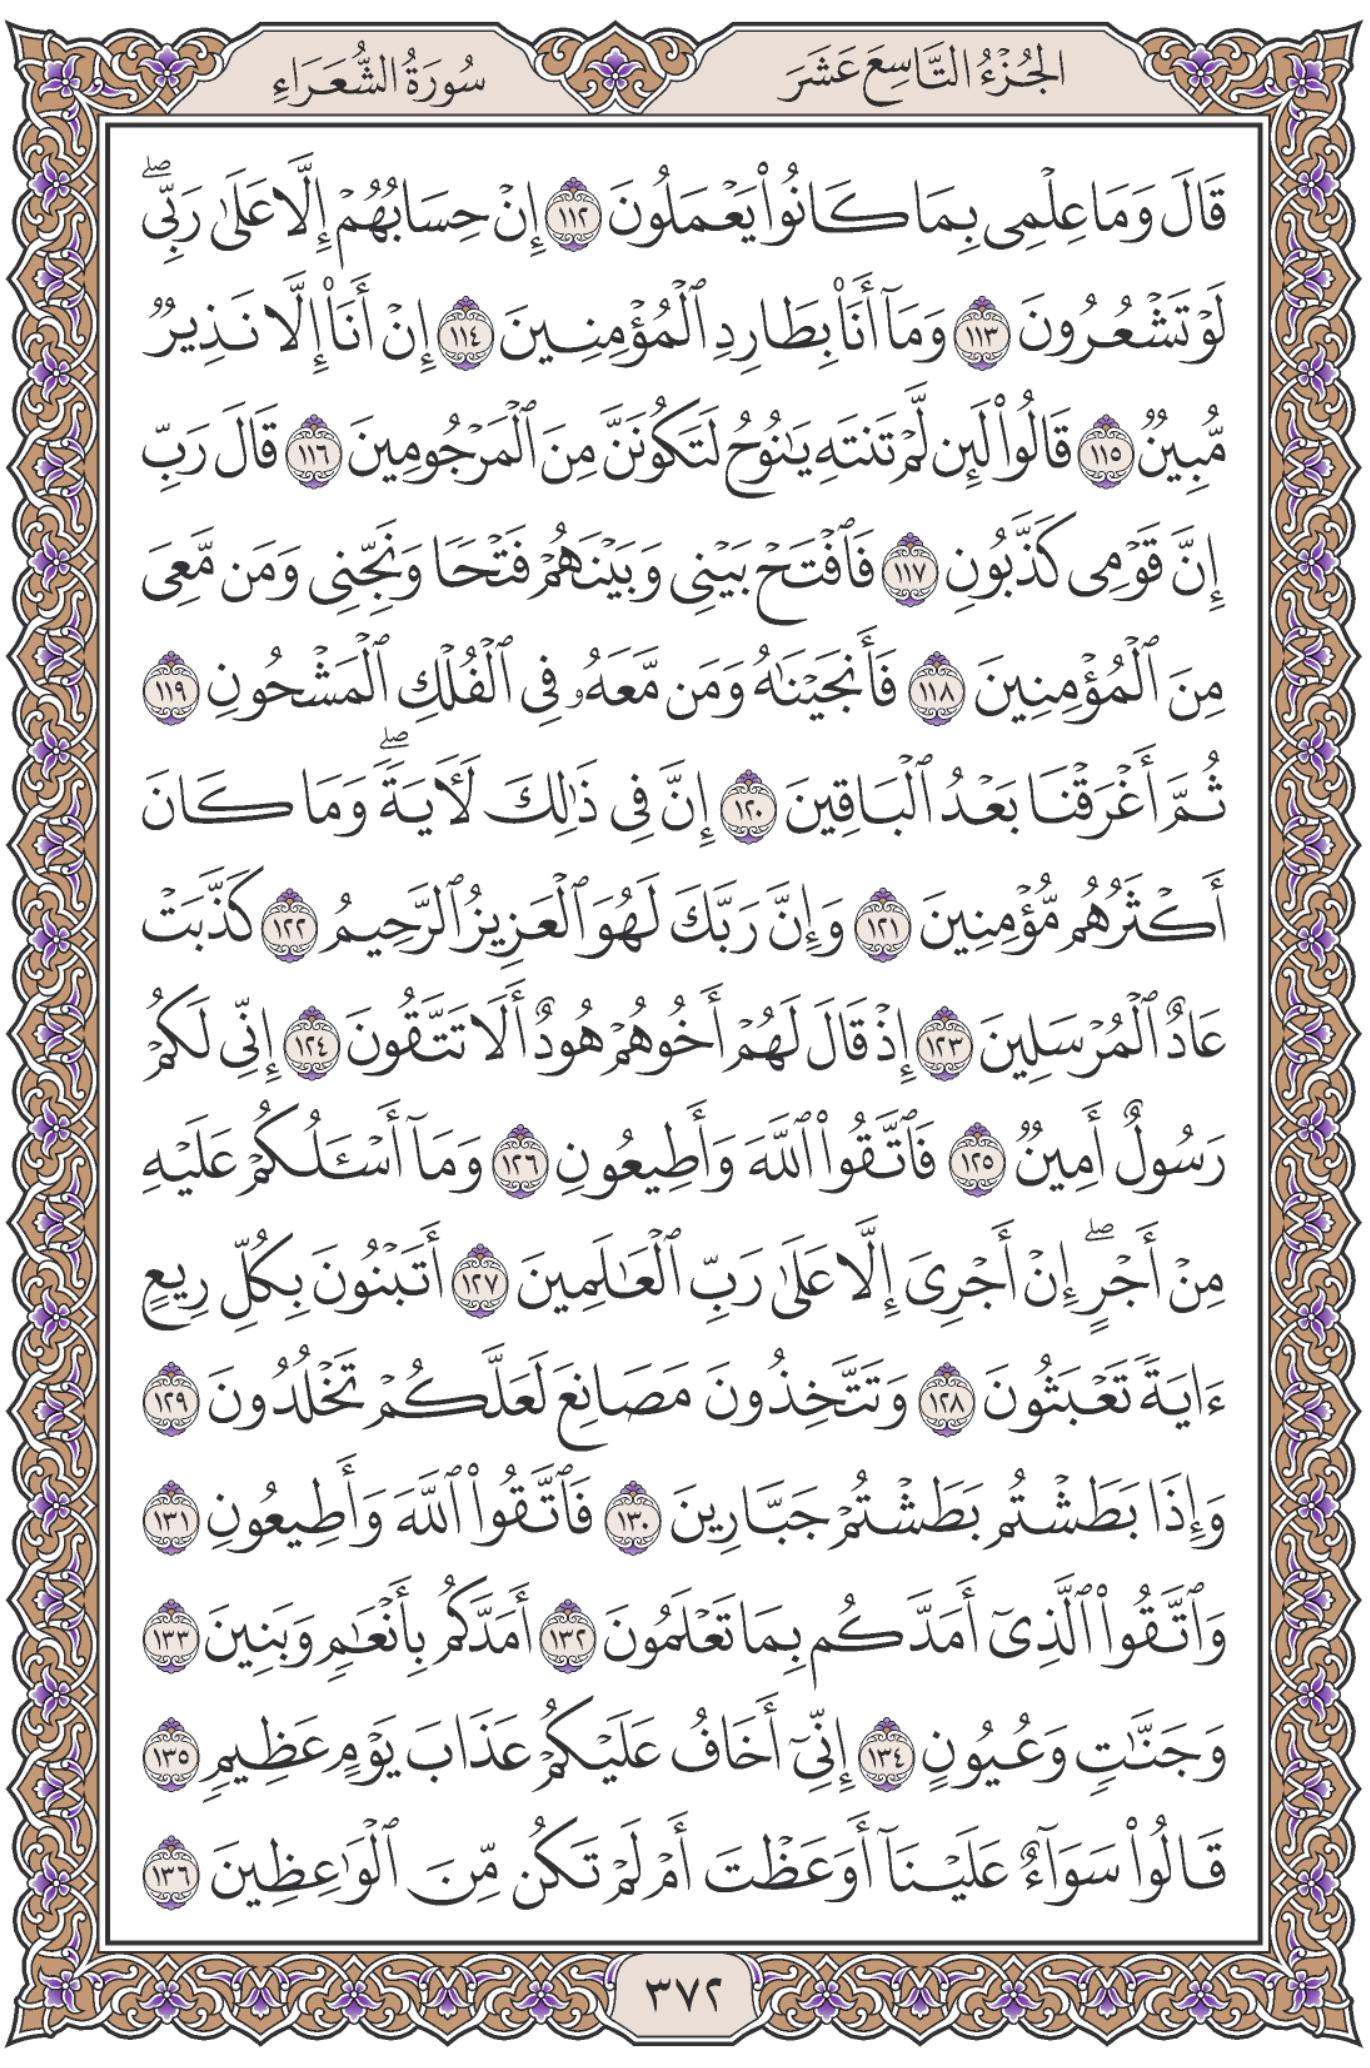 الجُزْءُ التَّاسِعَ عَشَرَ
سُورَةُ الشُّعَرَاءِ
قَالَ وَمَا عِلْمِى بِمَا كَانُوا۟ يَعْمَلُونَ ١١٢ إِنْ حِسَابُهُمْ إِلَّا عَلَىٰ رَبِّىۖ
لَوْ تَشْعُرُونَ ١١٣ وَمَآ أَنَا۠ بِطَارِدِ ٱلْمُؤْمِنِينَ ١١٤ إِنْ أَنَا۠ إِلَّا نَذِيرٌ
مُّبِينٌ ١١٥ قَالُوا۟ لَئِن لَّمْ تَنتَهِ يَـٰنُوحُ لَتَكُونَنَّ مِنَ ٱلْمَرْجُومِينَ ١١٦ قَالَ رَبِّ
إِنَّ قَوْمِى كَذَّبُونِ ١١٧ فَٱفْتَحْ بَيْنِى وَبَيْنَهُمْ فَتْحًا وَنَجِّنِى وَمَن مَّعِىَ
مِنَ ٱلْمُؤْمِنِينَ ١١٨ فَأَنجَيْنَـٰهُ وَمَن مَّعَهُۥ فِى ٱلْفُلْكِ ٱلْمَشْحُونِ ١١٩
ثُمَّ أَغْرَقْنَا بَعْدُ ٱلْبَاقِينَ ١٢٠ إِنَّ فِى ذَٰلِكَ لَـَٔايَةًۖ وَمَا كَانَ
أَكْثَرُهُم مُّؤْمِنِينَ ١٢١ وَإِنَّ رَبَّكَ لَهُوَ ٱلْعَزِيزُ ٱلرَّحِيمُ ١٢٢ كَذَّبَتْ
عَادٌ ٱلْمُرْسَلِينَ ١٢٣ إِذْ قَالَ لَهُمْ أَخُوهُمْ هُودٌ أَلَا تَتَّقُونَ ١٢٤ إِنِّى لَكُمْ
رَسُولٌ أَمِينٌ ١٢٥ فَٱتَّقُوا۟ ٱللَّهَ وَأَطِيعُونِ ١٢٦ وَمَآ أَسْـَٔلُكُمْ عَلَيْهِ
مِنْ أَجْرٍۖ إِنْ أَجْرِىَ إِلَّا عَلَىٰ رَبِّ ٱلْعَـٰلَمِينَ ١٢٧ أَتَبْنُونَ بِكُلِّ رِيعٍ
ءَايَةً تَعْبَثُونَ ١٢٨ وَتَتَّخِذُونَ مَصَانِعَ لَعَلَّكُمْ تَخْلُدُونَ ١٢٩
وَإِذَا بَطَشْتُم بَطَشْتُمْ جَبَّارِينَ ١٣٠ فَٱتَّقُوا۟ ٱللَّهَ وَأَطِيعُونِ ١٣١
وَٱتَّقُوا۟ ٱلَّذِىٓ أَمَدَّكُم بِمَا تَعْلَمُونَ ١٣٢ أَمَدَّكُم بِأَنْعَـٰمٍ وَبَنِينَ ١٣٣
وَجَنَّـٰتٍ وَعُيُونٍ ١٣٤ إِنِّىٓ أَخَافُ عَلَيْكُمْ عَذَابَ يَوْمٍ عَظِيمٍ ١٣٥
قَالُوا۟ سَوَآءٌ عَلَيْنَآ أَوَعَظْتَ أَمْ لَمْ تَكُن مِّنَ ٱلْوَٰعِظِينَ ١٣٦
٣٧٢